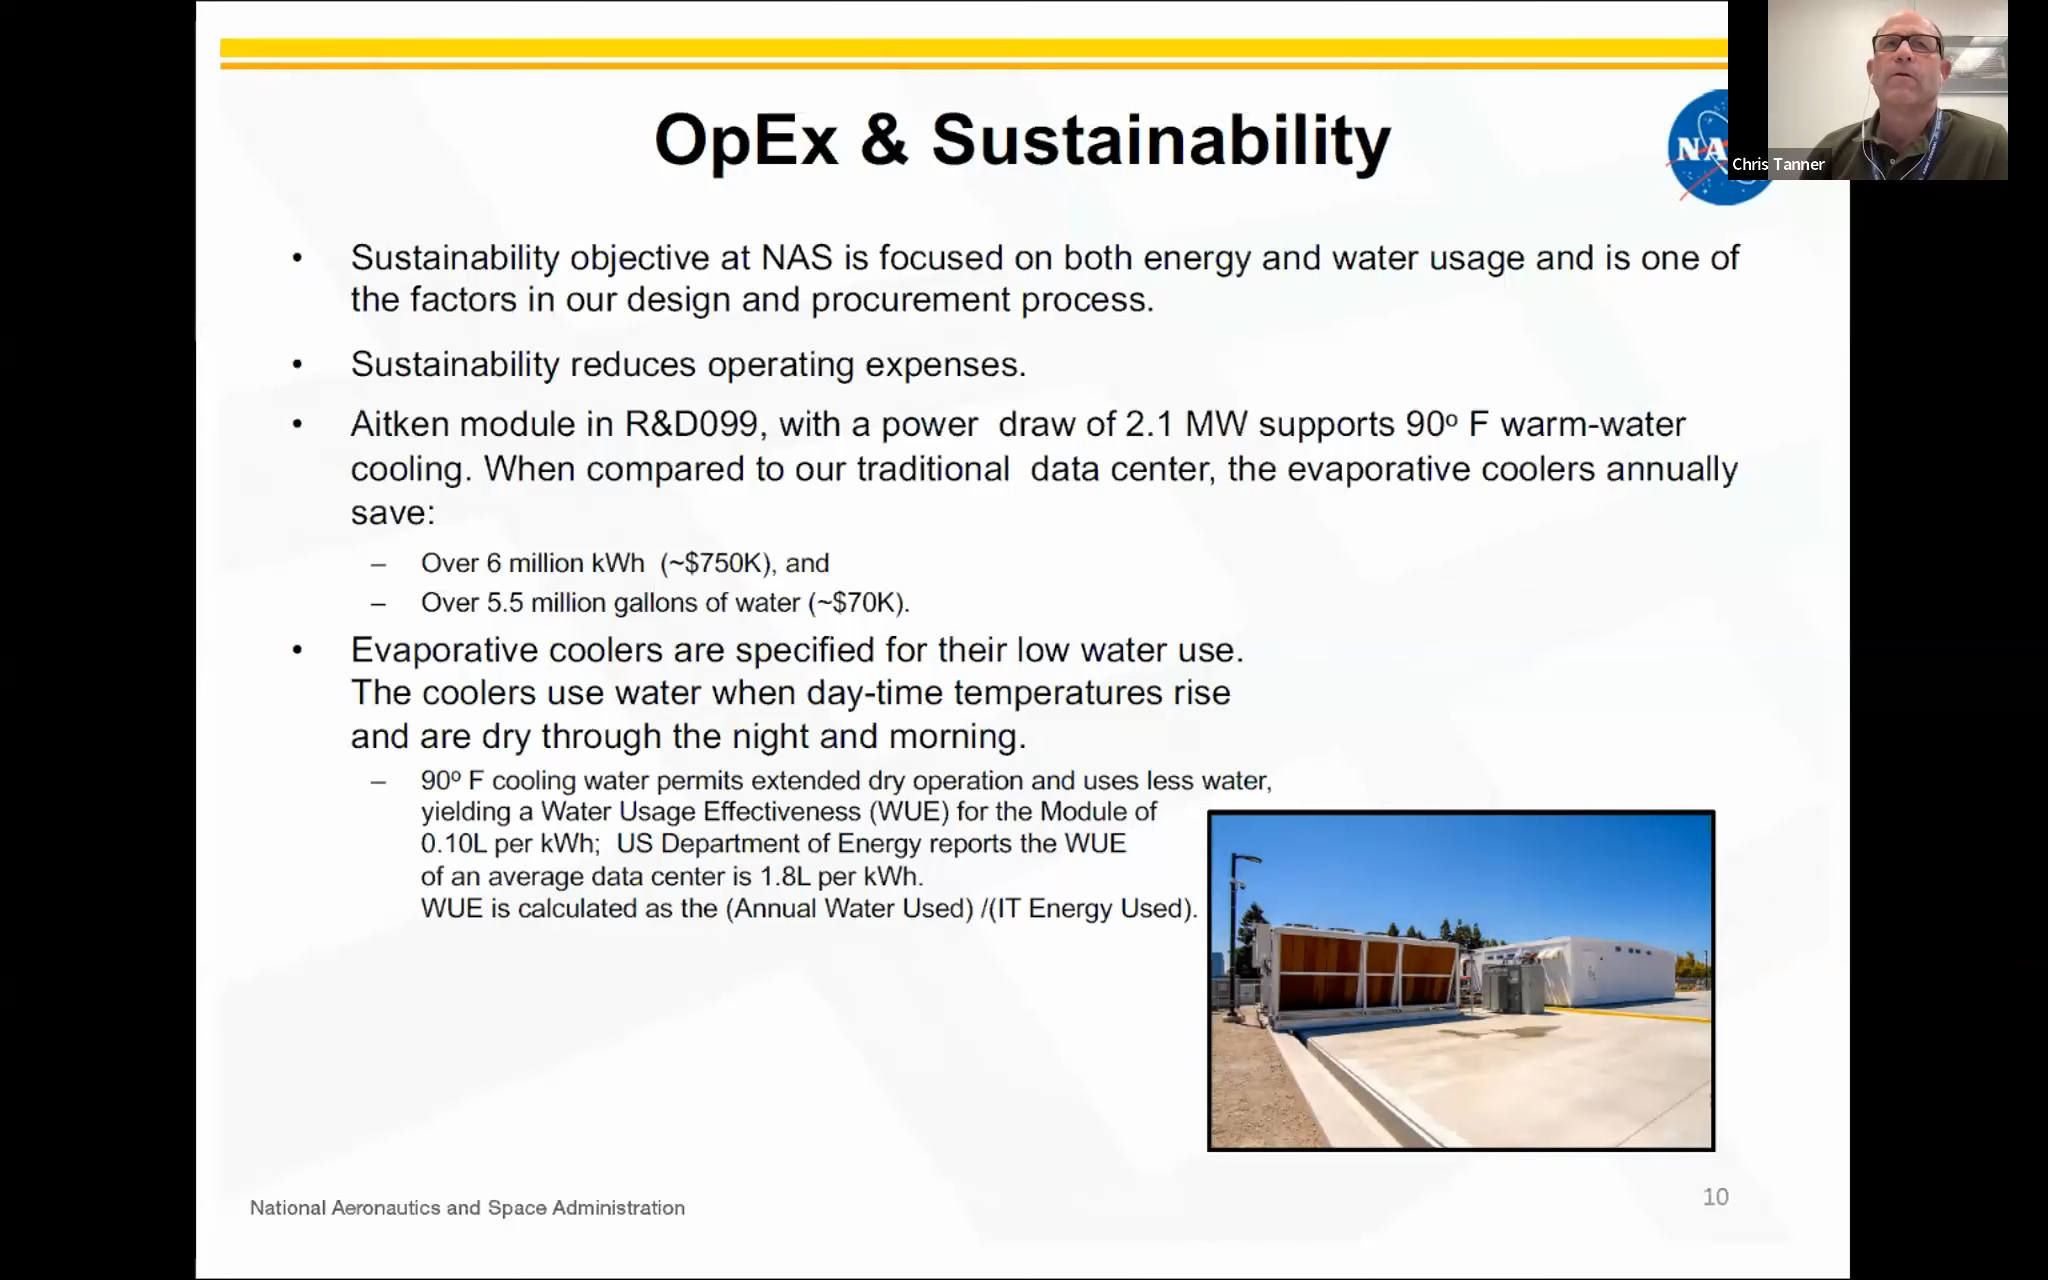 OpEx & Sustainability
NA
Chris Tanner
• Sustainability objective at NAS is focused on both energy and water usage and is one of
the factors in our design and procurement process.
• Sustainability reduces operating expenses.
• Aitken module in R&D099, with a power draw of 2.1 MW supports 90º F warm-water
cooling. When compared to our traditional data center, the evaporative coolers annually
save:
– Over 6 million kWh (~$750K), and
– Over 5.5 million gallons of water (~$70K).
• Evaporative coolers are specified for their low water use.
The coolers use water when day-time temperatures rise
and are dry through the night and morning.
– 90º F cooling water permits extended dry operation and uses less water,
yielding a Water Usage Effectiveness (WUE) for the Module of
0.10L per kWh; US Department of Energy reports the WUE
of an average data center is 1.8L per kWh.
WUE is calculated as the (Annual Water Used) /(IT Energy Used).
National Aeronautics and Space Administration
10